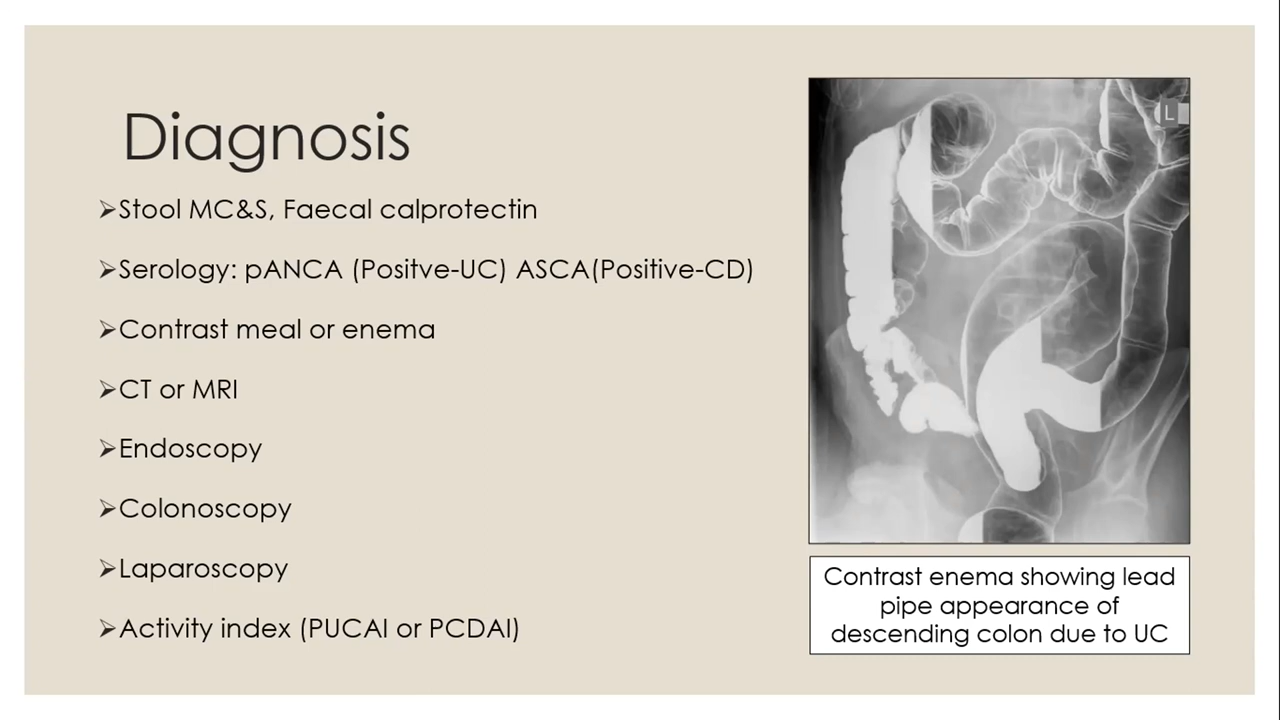 Diagnosis
➢Stool MC&S, Faecal calprotectin
➢Serology: pANCA (Positve-UC) ASCA(Positive-CD)
➢Contrast meal or enema
➢CT or MRI
➢Endoscopy
➢Colonoscopy
➢Laparoscopy
➢Activity index (PUCAI or PCDAI)
L
Contrast enema showing lead
pipe appearance of
descending colon due to UC